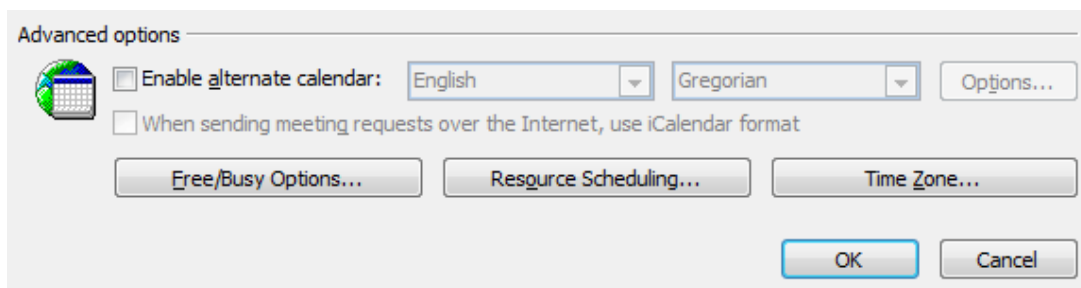 Advanced options
Enable alternate calendar: English Gregorian Options...
When sending meeting requests over the Internet, use iCalendar format
Free/Busy Options... Resource Scheduling... Time Zone...
OK Cancel